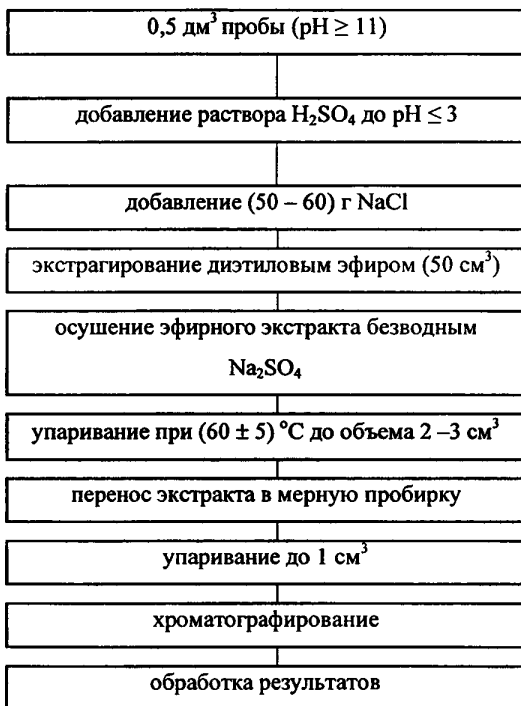 0,5 дм³ пробы (pH ≥ 11)
добавление раствора H₂SO₄ до pH ≤ 3
добавление (50 – 60) г NaCl
экстрагирование диэтиловым эфиром (50 см³)
осушение эфирного экстракта безводным
Na₂SO₄
упаривание при (60 ± 5) °C до объема 2 –3 см³
перенос экстракта в мерную пробирку
упаривание до 1 см³
хроматографирование
обработка результатов